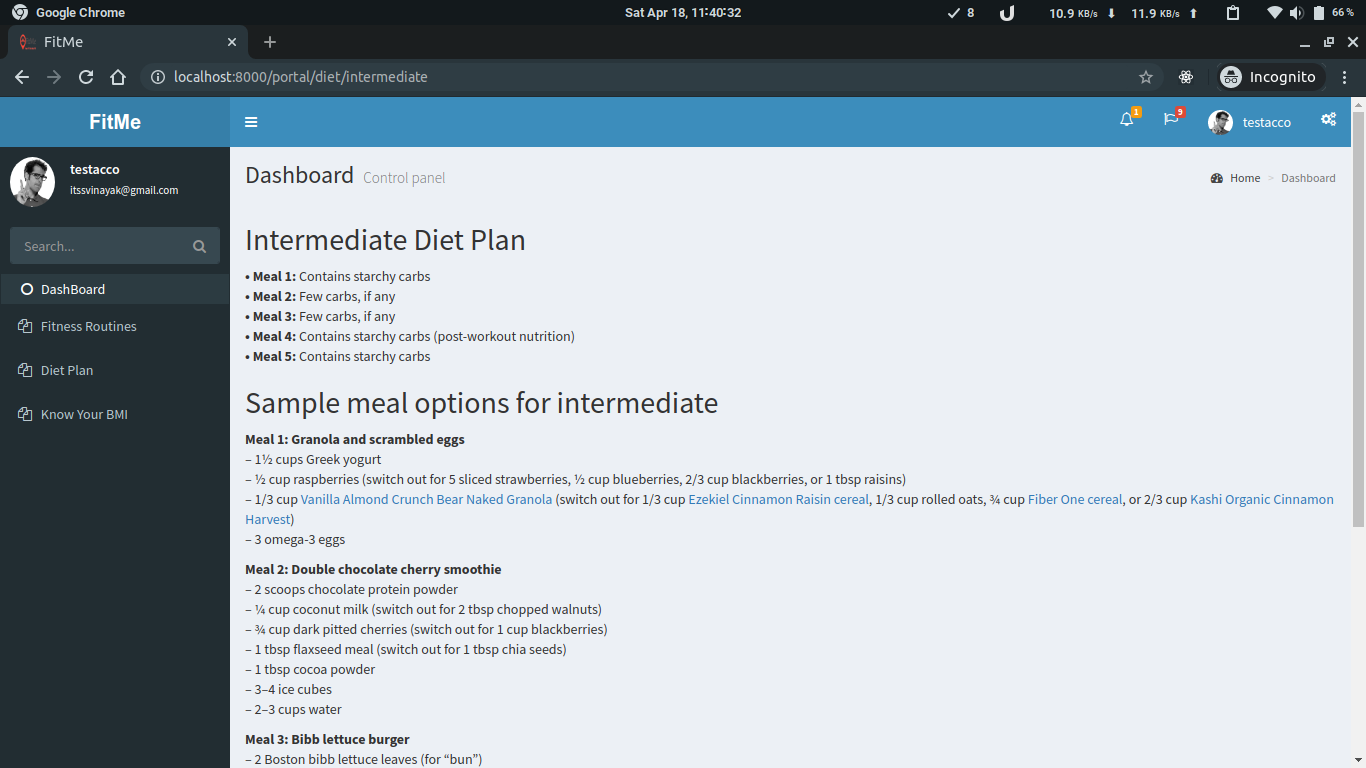 Google Chrome
Sat Apr 18, 11:40:32
8
10.9 KB/s
11.9 KB/s
66 %
FitMe
localhost:8000/portal/diet/intermediate
Incognito
FitMe
1
9
testacco
testacco
itssvinayak@gmail.com
Search...
DashBoard
Fitness Routines
Diet Plan
Know Your BMI
Dashboard Control panel
Home > Dashboard
Intermediate Diet Plan
• Meal 1: Contains starchy carbs
• Meal 2: Few carbs, if any
• Meal 3: Few carbs, if any
• Meal 4: Contains starchy carbs (post-workout nutrition)
• Meal 5: Contains starchy carbs
Sample meal options for intermediate
Meal 1: Granola and scrambled eggs
– 1½ cups Greek yogurt
– ½ cup raspberries (switch out for 5 sliced strawberries, ½ cup blueberries, 2/3 cup blackberries, or 1 tbsp raisins)
– 1/3 cup Vanilla Almond Crunch Bear Naked Granola (switch out for 1/3 cup Ezekiel Cinnamon Raisin cereal, 1/3 cup rolled oats, ¾ cup Fiber One cereal, or 2/3 cup Kashi Organic Cinnamon
Harvest)
– 3 omega-3 eggs
Meal 2: Double chocolate cherry smoothie
– 2 scoops chocolate protein powder
– ¼ cup coconut milk (switch out for 2 tbsp chopped walnuts)
– ¾ cup dark pitted cherries (switch out for 1 cup blackberries)
– 1 tbsp flaxseed meal (switch out for 1 tbsp chia seeds)
– 1 tbsp cocoa powder
– 3–4 ice cubes
– 2–3 cups water
Meal 3: Bibb lettuce burger
– 2 Boston bibb lettuce leaves (for “bun”)